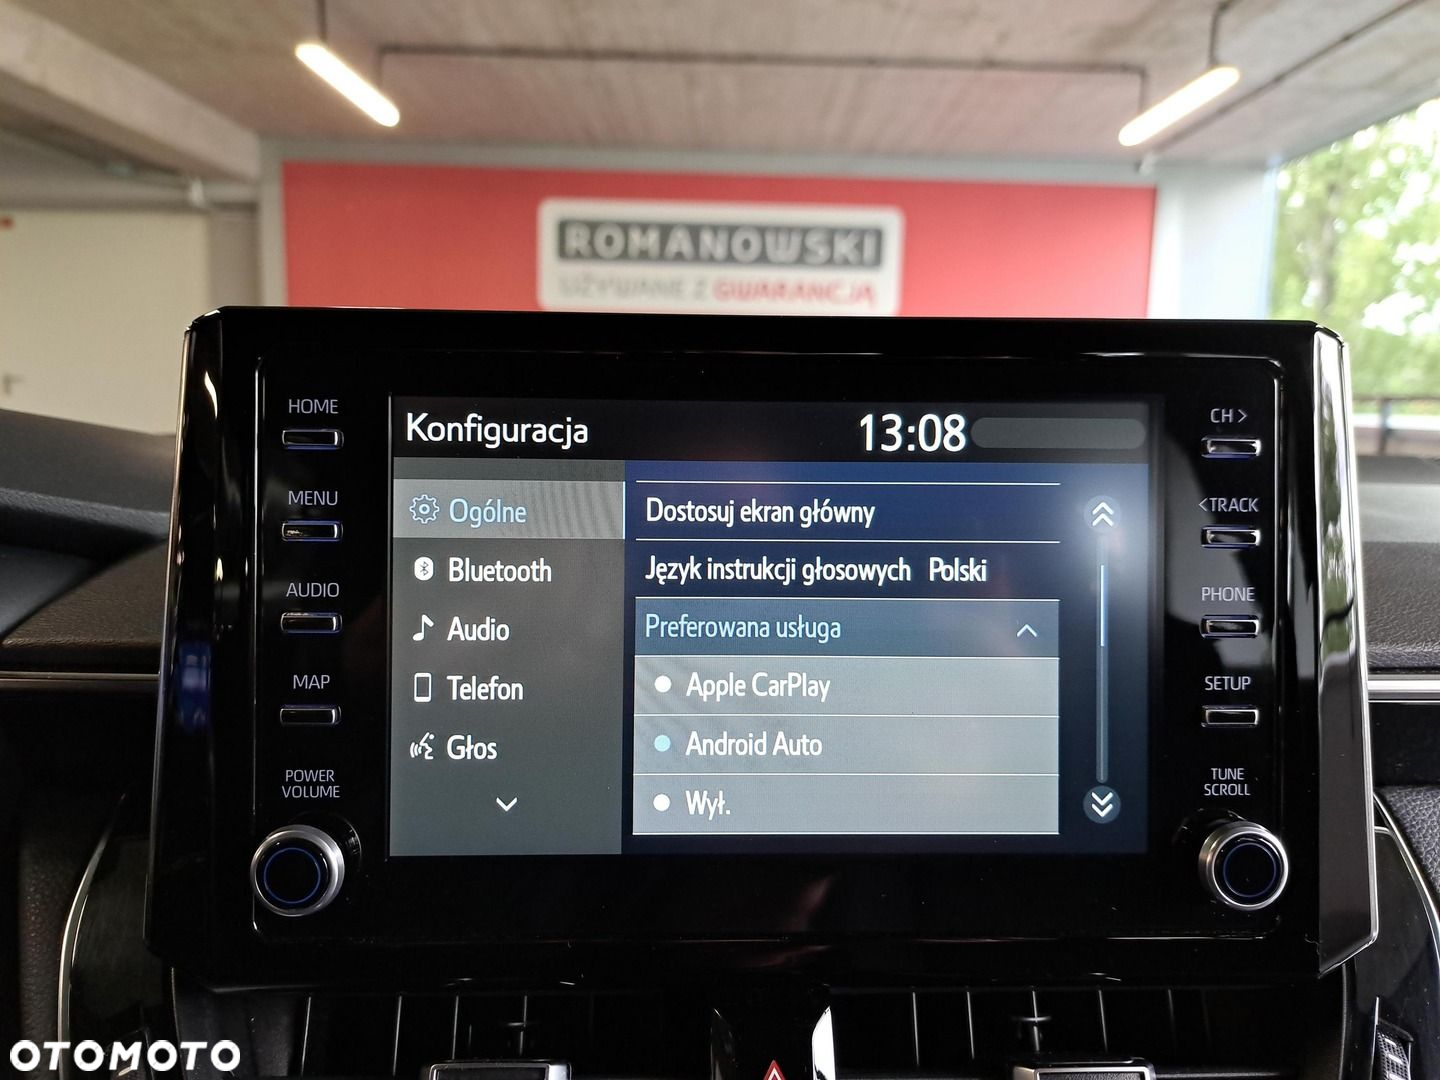 ROMANOWSKI
UŻYWANE Z GWARANCJĄ
HOME
MENU
AUDIO
MAP
POWER
VOLUME
Konfiguracja
13:08
Ogólne
Bluetooth
Audio
Telefon
Głos
Dostosuj ekran główny
Język instrukcji głosowych Polski
Preferowana usługa
Apple CarPlay
Android Auto
Wył.
CH >
< TRACK
PHONE
SETUP
TUNE
SCROLL
OTOMOTO